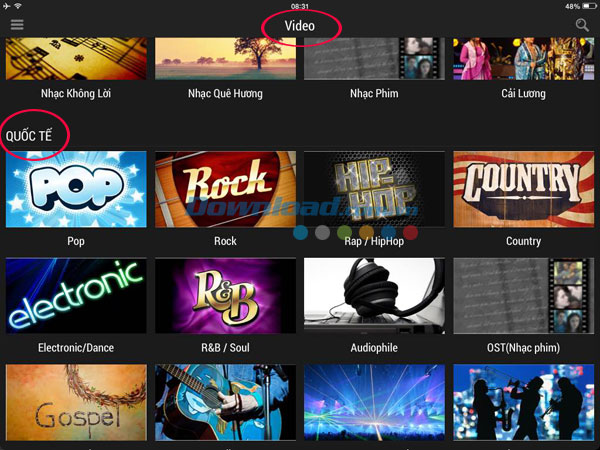 08:31
48%
Video
Nhạc Không Lời
Nhạc Quê Hương
Nhạc Phim
Cải Lương
QUỐC TẾ
POP
Rock
HIP HOP
COUNTRY
Download
Pop
Rock
Rap / HipHop
Country
electronic
R&B
Electronic/Dance
R&B / Soul
Audiophile
OST(Nhạc phim)
Gospel